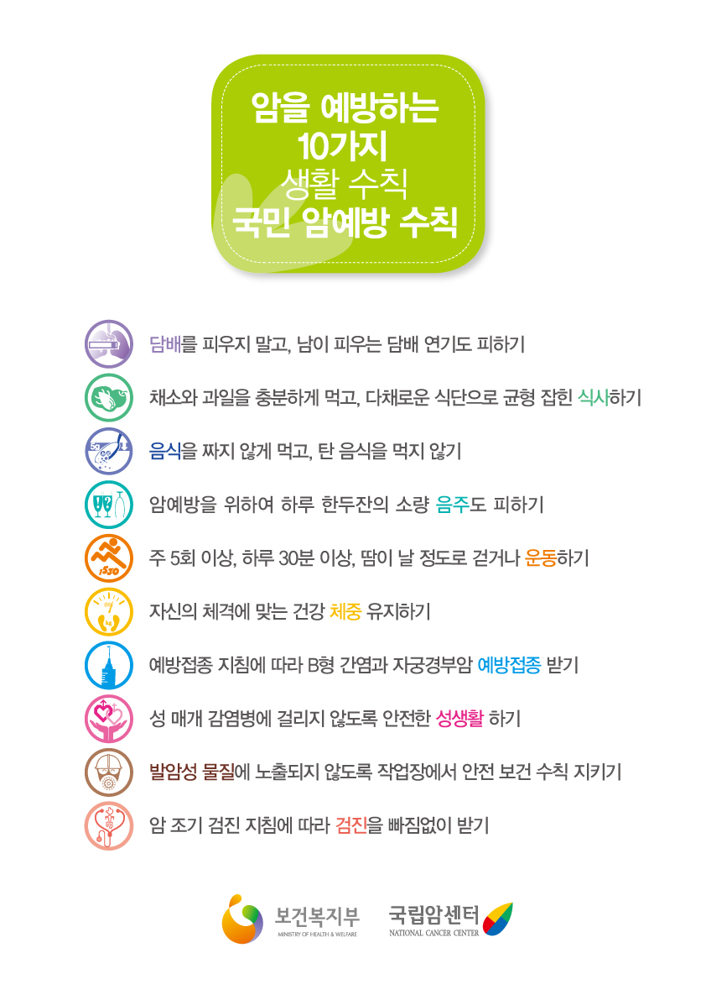 암을 예방하는
10가지
생활 수칙
국민 암예방 수칙
담배를 피우지 말고, 남이 피우는 담배 연기도 피하기
채소와 과일을 충분하게 먹고, 다채로운 식단으로 균형 잡힌 식사하기
음식을 짜지 않게 먹고, 탄 음식을 먹지 않기
암예방을 위하여 하루 한두잔의 소량 음주도 피하기
주 5회 이상, 하루 30분 이상, 땀이 날 정도로 걷거나 운동하기
1530
자신의 체격에 맞는 건강 체중 유지하기
kg
예방접종 지침에 따라 B형 간염과 자궁경부암 예방접종 받기
성 매개 감염병에 걸리지 않도록 안전한 성생활 하기
발암성 물질에 노출되지 않도록 작업장에서 안전 보건 수칙 지키기
암 조기 검진 지침에 따라 검진을 빠짐없이 받기
보건복지부
MINISTRY OF HEALTH & WELFARE
국립암센터
NATIONAL CANCER CENTER